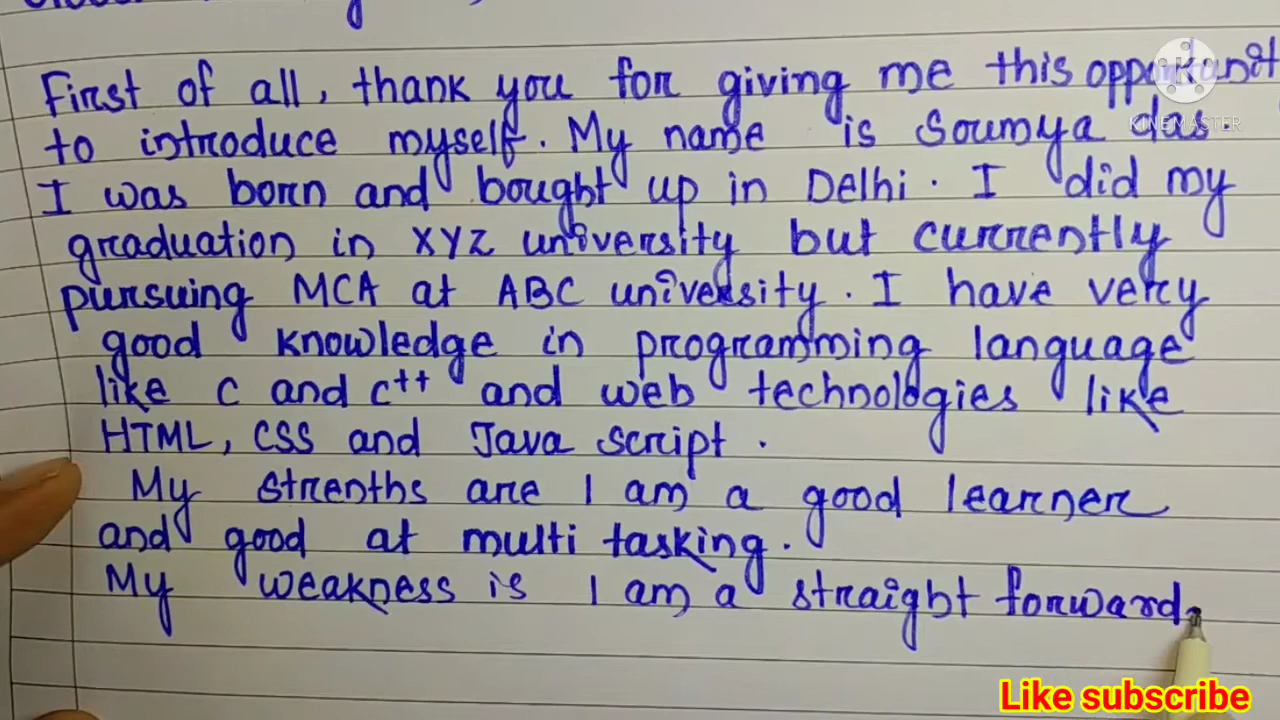 First of all, thank you for giving me this opportunit
to introduce myself. My name is Soumya das.
I was born and bought up in Delhi. I did my
graduation in XYZ university but currently
pursuing MCA at ABC university. I have very
good knowledge in programming language
like C and C++ and web technologies like
HTML, CSS and Java script.
My strenths are I am a good learner
and good at multi tasking.
My weakness is I am a straight forward
KINEMASTER
Like subscribe